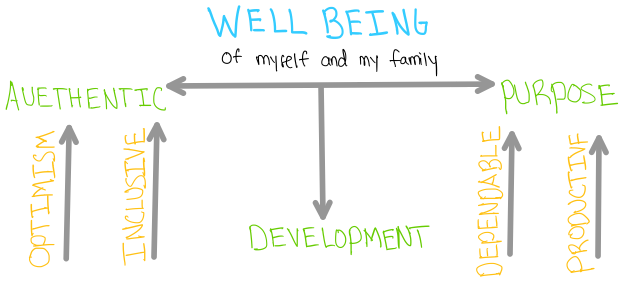 WELL BEING
Of myself and my family
AUETHENTIC
PURPOSE
OPTIMISM
INCLUSIVE
DEPENDABLE
PRODUCTIVE
DEVELOPMENT